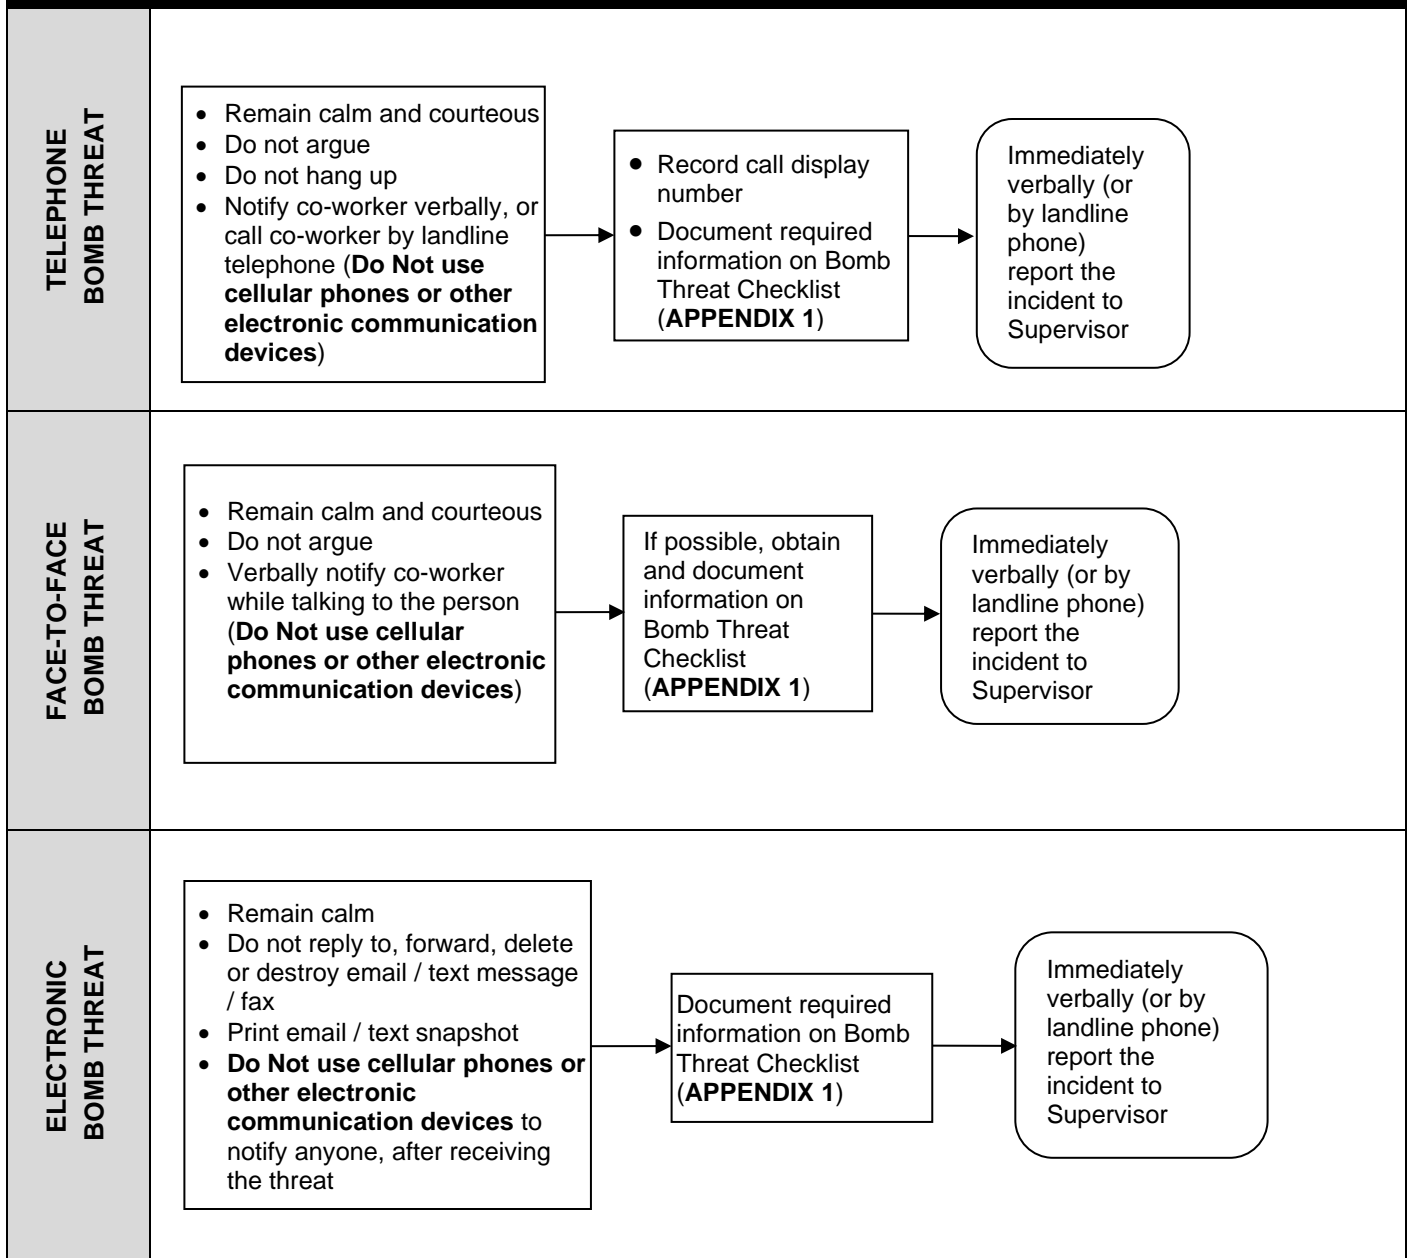 TELEPHONE
BOMB THREAT
• Remain calm and courteous
• Do not argue
• Do not hang up
• Notify co-worker verbally, or
call co-worker by landline
telephone (Do Not use
cellular phones or other
electronic communication
devices)
• Record call display
number
• Document required
information on Bomb
Threat Checklist
(APPENDIX 1)
Immediately
verbally (or
by landline
phone)
report the
incident to
Supervisor
FACE-TO-FACE
BOMB THREAT
• Remain calm and courteous
• Do not argue
• Verbally notify co-worker
while talking to the person
(Do Not use cellular
phones or other electronic
communication devices)
If possible, obtain
and document
information on
Bomb Threat
Checklist
(APPENDIX 1)
Immediately
verbally (or by
landline phone)
report the
incident to
Supervisor
ELECTRONIC
BOMB THREAT
• Remain calm
• Do not reply to, forward, delete
or destroy email / text message
/ fax
• Print email / text snapshot
• Do Not use cellular phones or
other electronic
communication devices to
notify anyone, after receiving
the threat
Document required
information on Bomb
Threat Checklist
(APPENDIX 1)
Immediately
verbally (or by
landline phone)
report the
incident to
Supervisor